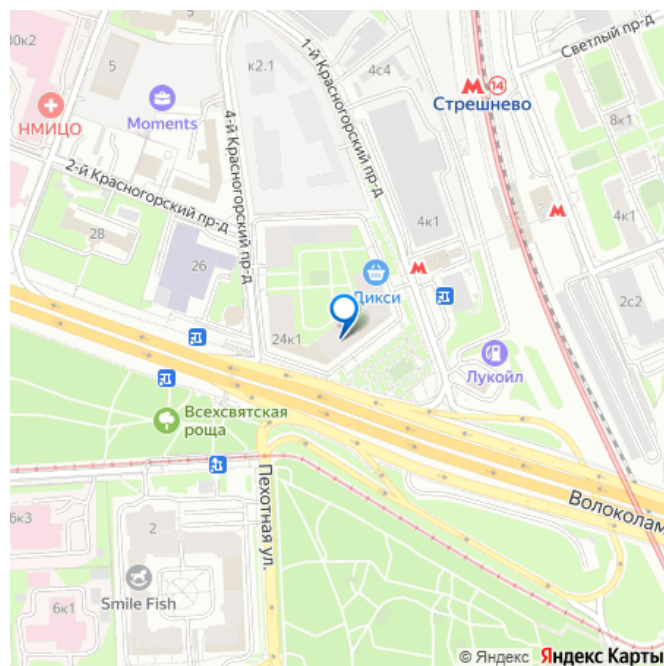 30к2
5
5
НМИЦО
Moments
к2.1
4-й Красногорский пр-д
1-й Красногорский пр-д
4с4
14
Стрешнево
Светлый пр-д
8к1
2-й Красногорский пр-д
28
26
4к1
4к1
Дикси
24к1
2с2
Лукойл
Всехсвятская
роща
Пехотная ул.
Волоколам
6к3
2
Smile Fish
6к1
© Яндекс Яндекс Карты